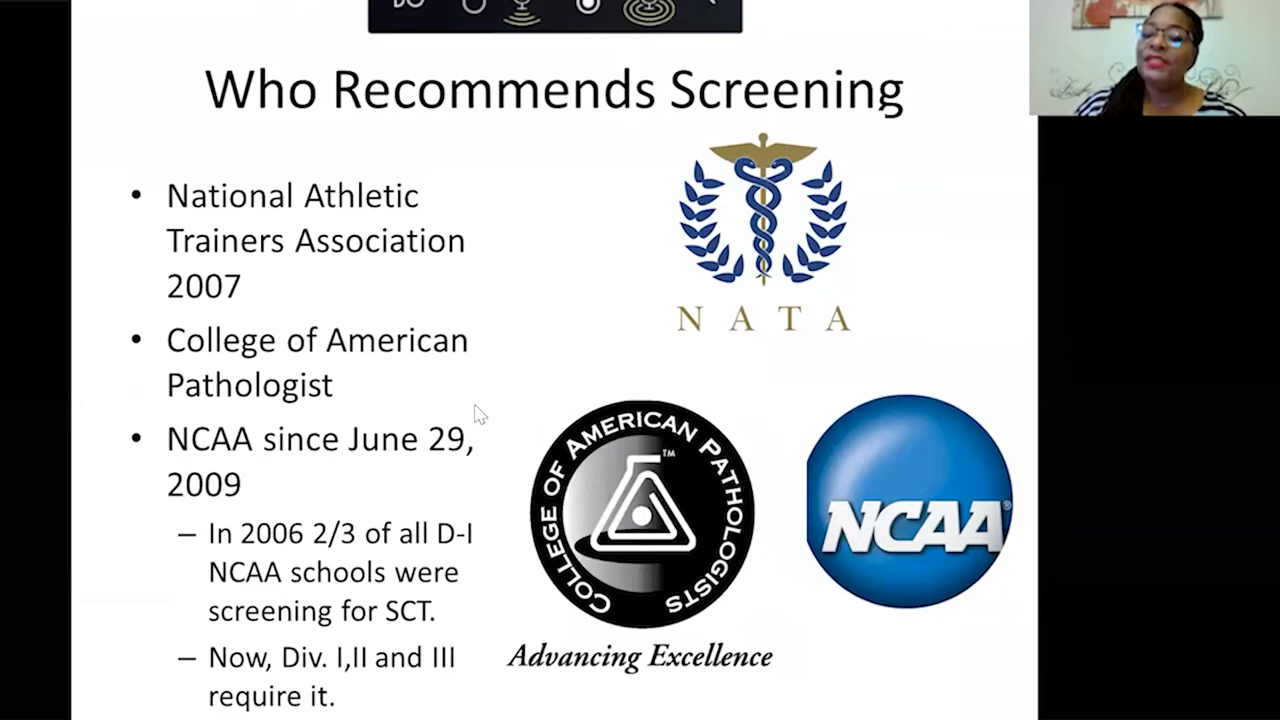 Who Recommends Screening
• National Athletic
Trainers Association
2007
• College of American
Pathologist
• NCAA since June 29,
2009
– In 2006 2/3 of all D-I
NCAA schools were
screening for SCT.
– Now, Div. I,II and III
require it.
NATA
COLLEGE OF AMERICAN PATHOLOGISTS
TM
Advancing Excellence
NCAA®